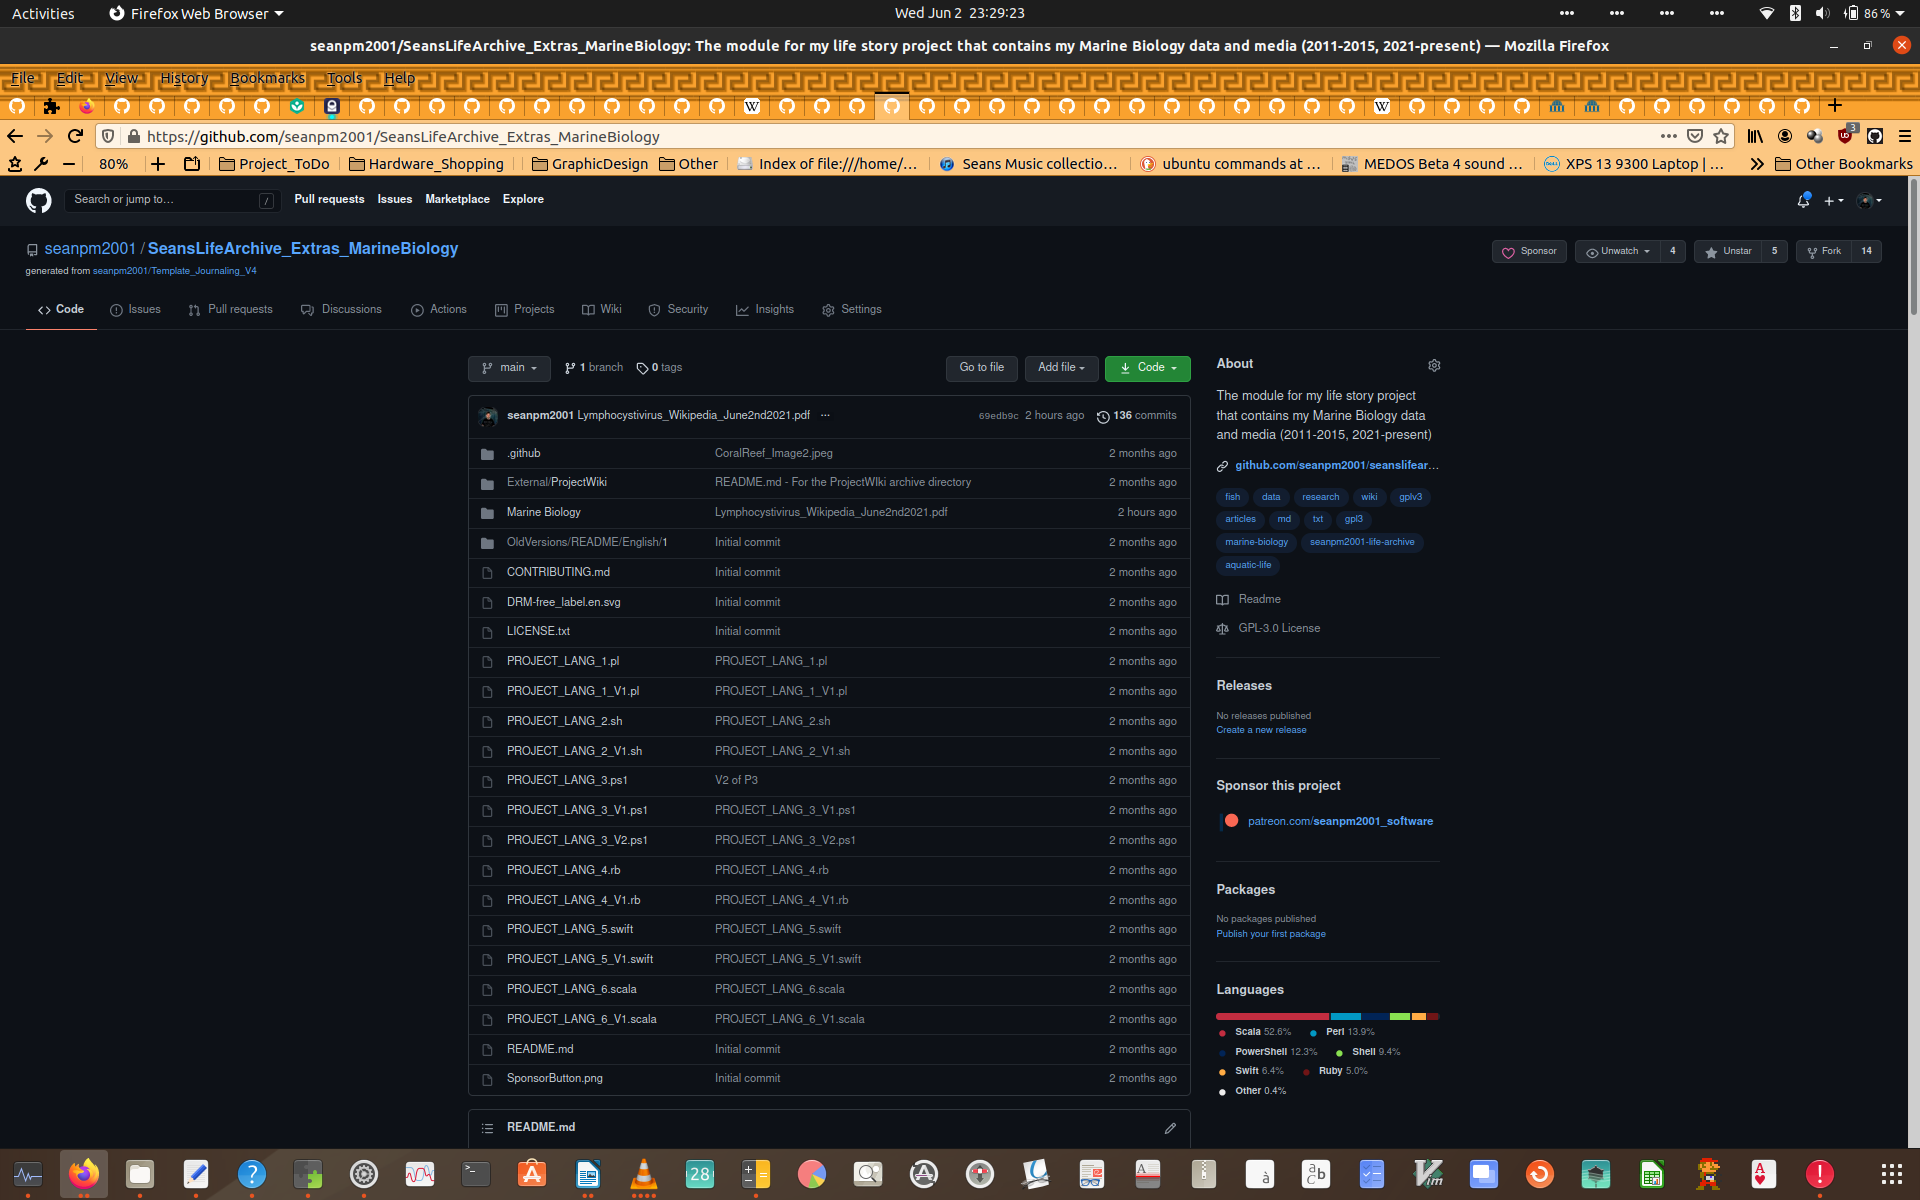 Activities
Firefox Web Browser
Wed Jun 2 23:29:23
86 %
seanpm2001/SeansLifeArchive_Extras_MarineBiology: The module for my life story project that contains my Marine Biology data and media (2011-2015, 2021-present) — Mozilla Firefox
File Edit View History Bookmarks Tools Help
https://github.com/seanpm2001/SeansLifeArchive_Extras_MarineBiology
3
80%
Project_ToDo
Hardware_Shopping
GraphicDesign
Other
Index of file:///home/…
Seans Music collectio…
ubuntu commands at …
MEDOS Beta 4 sound …
XPS 13 9300 Laptop | …
Other Bookmarks
Search or jump to…
/
Pull requests Issues Marketplace Explore
seanpm2001 / SeansLifeArchive_Extras_MarineBiology
generated from seanpm2001/Template_Journaling_V4
Sponsor
Unwatch 4
Unstar 5
Fork 14
Code Issues Pull requests Discussions Actions Projects Wiki Security Insights Settings
main
1 branch
0 tags
Go to file
Add file
Code
seanpm2001 Lymphocystivirus_Wikipedia_June2nd2021.pdf ... 69edb9c 2 hours ago 136 commits
.github CoralReef_Image2.jpeg 2 months ago
External/ProjectWiki README.md - For the ProjectWIki archive directory 2 months ago
Marine Biology Lymphocystivirus_Wikipedia_June2nd2021.pdf 2 hours ago
OldVersions/README/English/1 Initial commit 2 months ago
CONTRIBUTING.md Initial commit 2 months ago
DRM-free_label.en.svg Initial commit 2 months ago
LICENSE.txt Initial commit 2 months ago
PROJECT_LANG_1.pl PROJECT_LANG_1.pl 2 months ago
PROJECT_LANG_1_V1.pl PROJECT_LANG_1_V1.pl 2 months ago
PROJECT_LANG_2.sh PROJECT_LANG_2.sh 2 months ago
PROJECT_LANG_2_V1.sh PROJECT_LANG_2_V1.sh 2 months ago
PROJECT_LANG_3.ps1 V2 of P3 2 months ago
PROJECT_LANG_3_V1.ps1 PROJECT_LANG_3_V1.ps1 2 months ago
PROJECT_LANG_3_V2.ps1 PROJECT_LANG_3_V2.ps1 2 months ago
PROJECT_LANG_4.rb PROJECT_LANG_4.rb 2 months ago
PROJECT_LANG_4_V1.rb PROJECT_LANG_4_V1.rb 2 months ago
PROJECT_LANG_5.swift PROJECT_LANG_5.swift 2 months ago
PROJECT_LANG_5_V1.swift PROJECT_LANG_5_V1.swift 2 months ago
PROJECT_LANG_6.scala PROJECT_LANG_6.scala 2 months ago
PROJECT_LANG_6_V1.scala PROJECT_LANG_6_V1.scala 2 months ago
README.md Initial commit 2 months ago
SponsorButton.png Initial commit 2 months ago
README.md
About
The module for my life story project
that contains my Marine Biology data
and media (2011-2015, 2021-present)
github.com/seanpm2001/seanslifear…
fish data research wiki gplv3
articles md txt gpl3
marine-biology seanpm2001-life-archive
aquatic-life
Readme
GPL-3.0 License
Releases
No releases published
Create a new release
Sponsor this project
patreon.com/seanpm2001_software
Packages
No packages published
Publish your first package
Languages
Scala 52.6% Perl 13.9%
PowerShell 12.3% Shell 9.4%
Swift 6.4% Ruby 5.0%
Other 0.4%
28